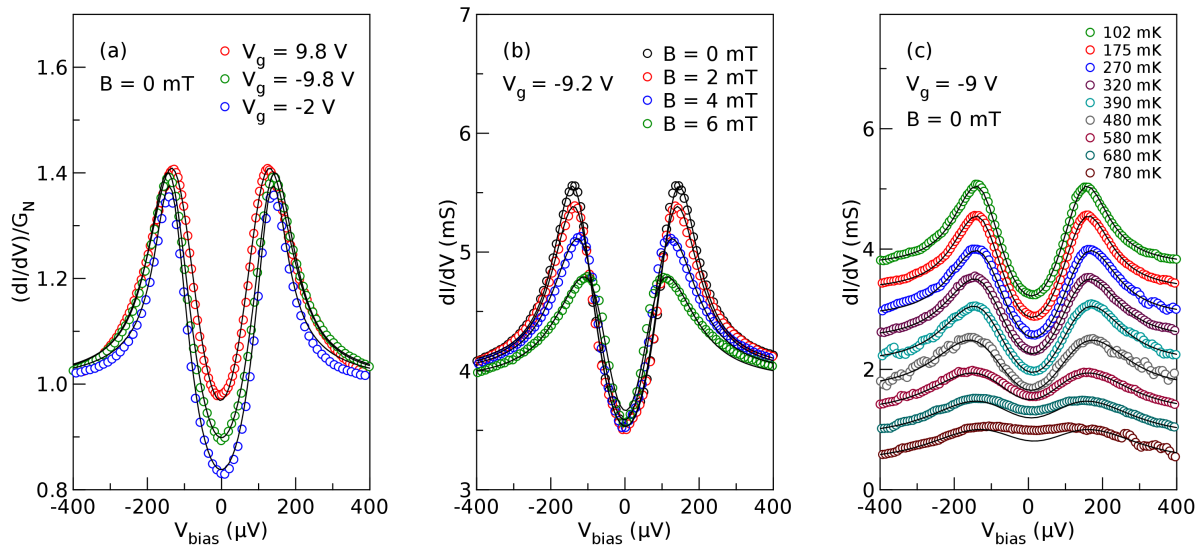 (a)
B = 0 mT
V_g = 9.8 V
V_g = -9.8 V
V_g = -2 V
(dI/dV)/G_N
1.6
1.4
1.2
1.0
0.8
-400
-200
0
200
400
V_bias (μV)
(b)
V_g = -9.2 V
B = 0 mT
B = 2 mT
B = 4 mT
B = 6 mT
dI/dV (mS)
7
6
5
4
3
-400
-200
0
200
400
V_bias (μV)
(c)
V_g = -9 V
B = 0 mT
102 mK
175 mK
270 mK
320 mK
390 mK
480 mK
580 mK
680 mK
780 mK
dI/dV (mS)
6
4
2
0
-400
-200
0
200
400
V_bias (μV)